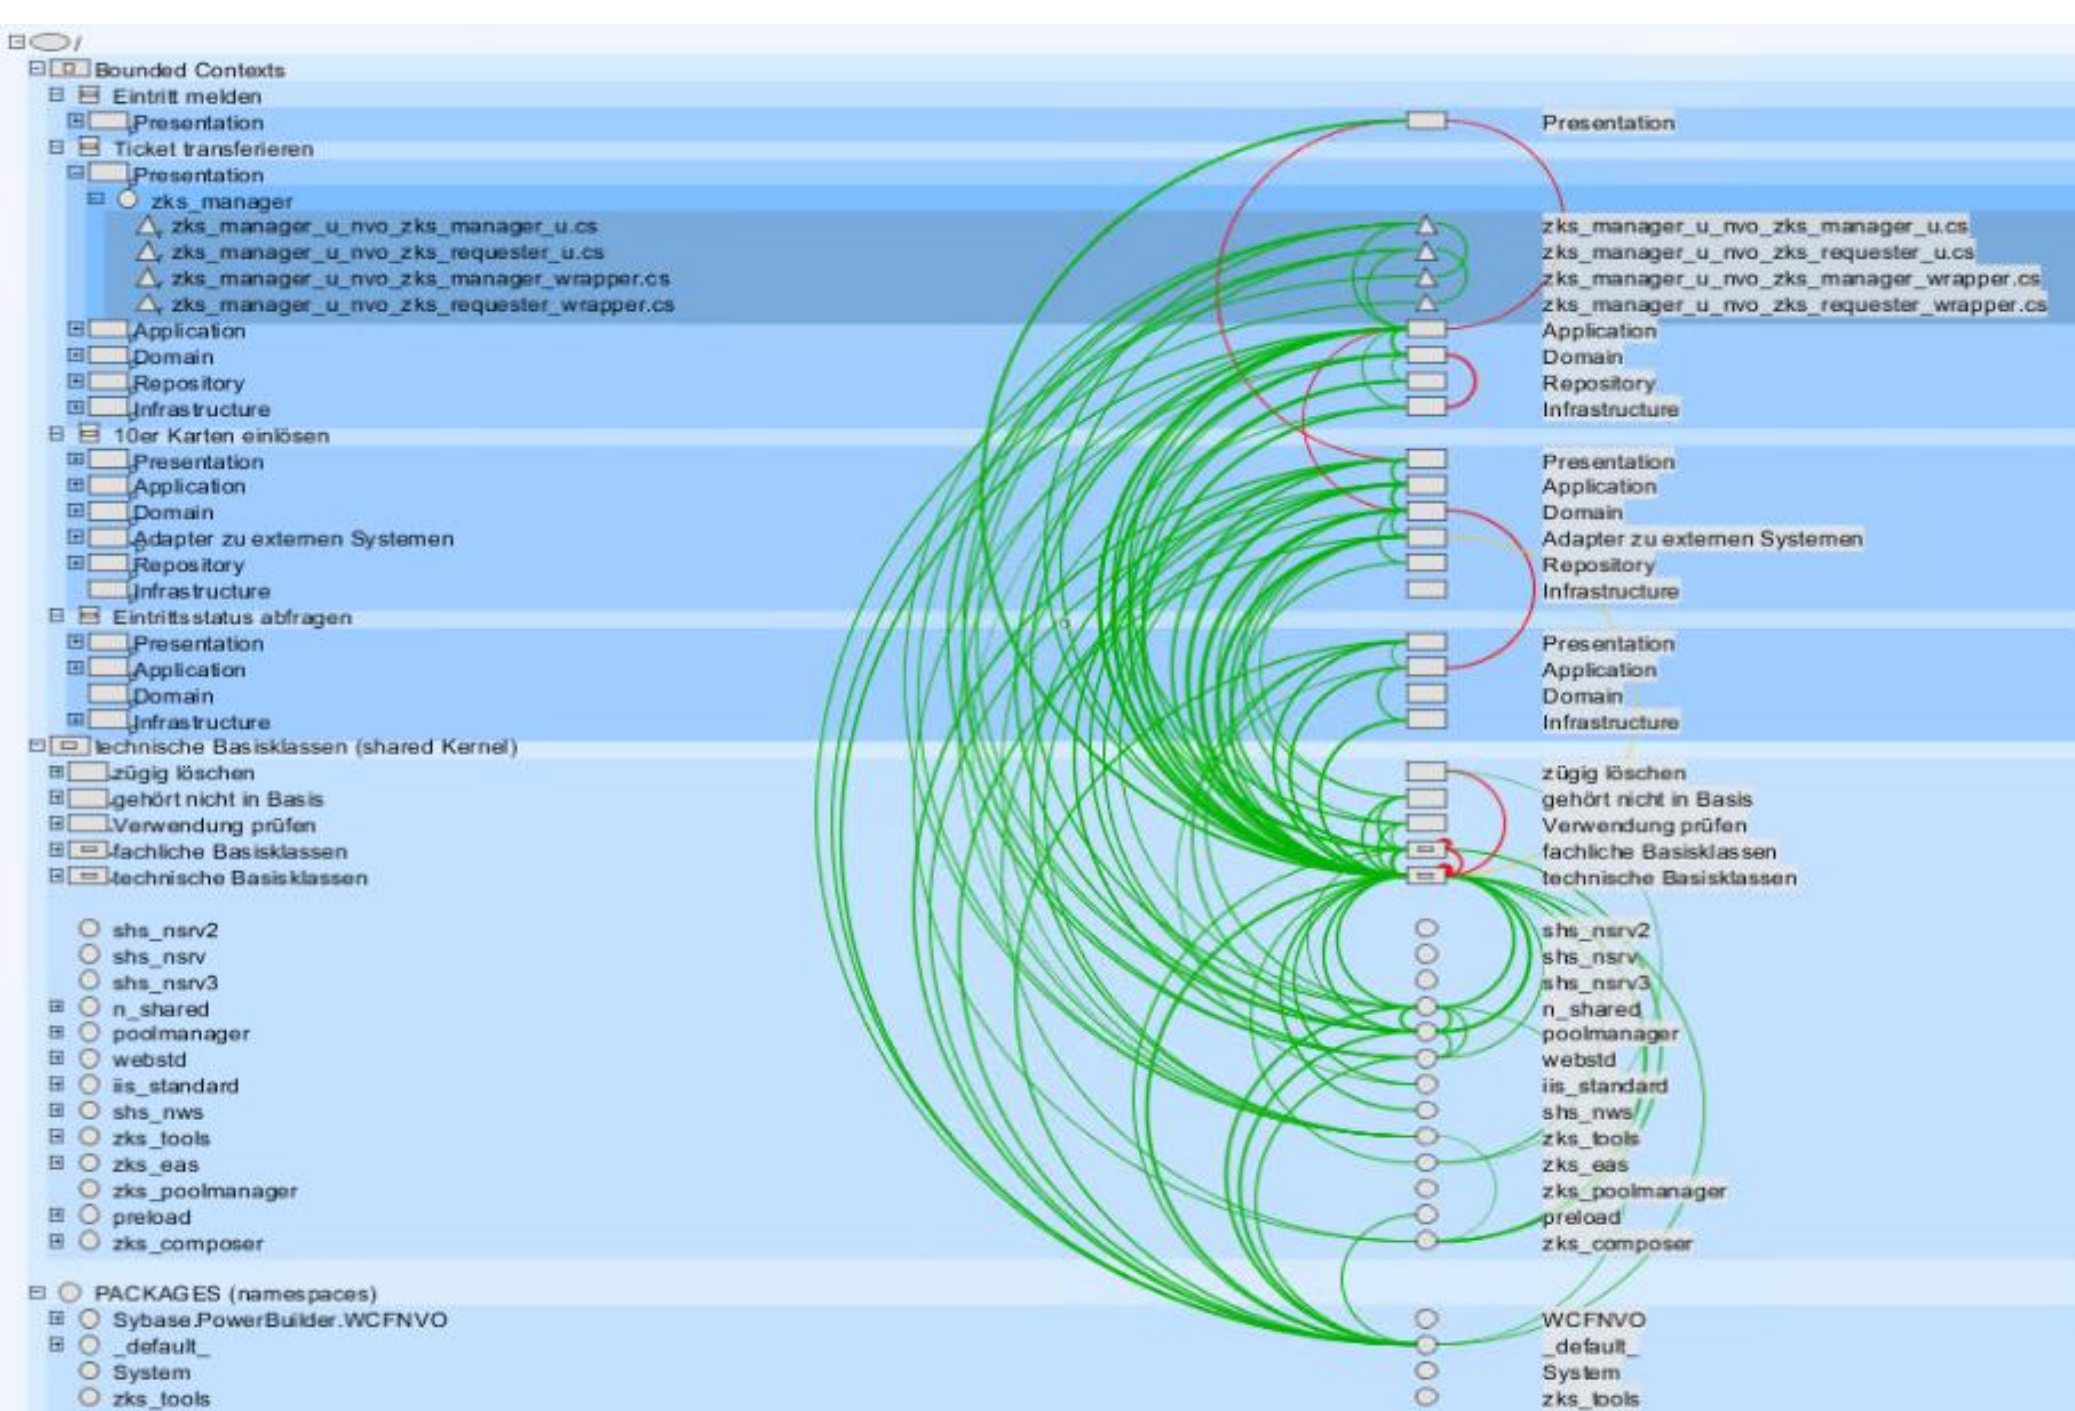 /
Bounded Contexts
Eintritt melden
Presentation Presentation
Ticket transferieren
Presentation
zks_manager
zks_manager_u_nvo_zks_manager_u.cs zks_manager_u_nvo_zks_manager_u.cs
zks_manager_u_nvo_zks_requester_u.cs zks_manager_u_nvo_zks_requester_u.cs
zks_manager_u_nvo_zks_manager_wrapper.cs zks_manager_u_nvo_zks_manager_wrapper.cs
zks_manager_u_nvo_zks_requester_wrapper.cs zks_manager_u_nvo_zks_requester_wrapper.cs
Application Application
Domain Domain
Repository Repository
Infrastructure Infrastructure
10er Karten einlösen
Presentation Presentation
Application Application
Domain Domain
Adapter zu externen Systemen Adapter zu externen Systemen
Repository Repository
Infrastructure Infrastructure
Eintrittsstatus abfragen
Presentation Presentation
Application Application
Domain Domain
Infrastructure Infrastructure
technische Basisklassen (shared Kernel)
zügig löschen zügig löschen
gehört nicht in Basis gehört nicht in Basis
Verwendung prüfen Verwendung prüfen
fachliche Basisklassen fachliche Basisklassen
technische Basisklassen technische Basisklassen
shs_nsrv2 shs_nsrv2
shs_nsrv shs_nsrv
shs_nsrv3 shs_nsrv3
n_shared n_shared
poolmanager poolmanager
webstd webstd
iis_standard iis_standard
shs_nws shs_nws
zks_tools zks_tools
zks_eas zks_eas
zks_poolmanager zks_poolmanager
preload preload
zks_composer zks_composer
PACKAGES (namespaces)
Sybase.PowerBuilder.WCFNVO WCFNVO
_default_ _default_
System System
zks_tools zks_tools